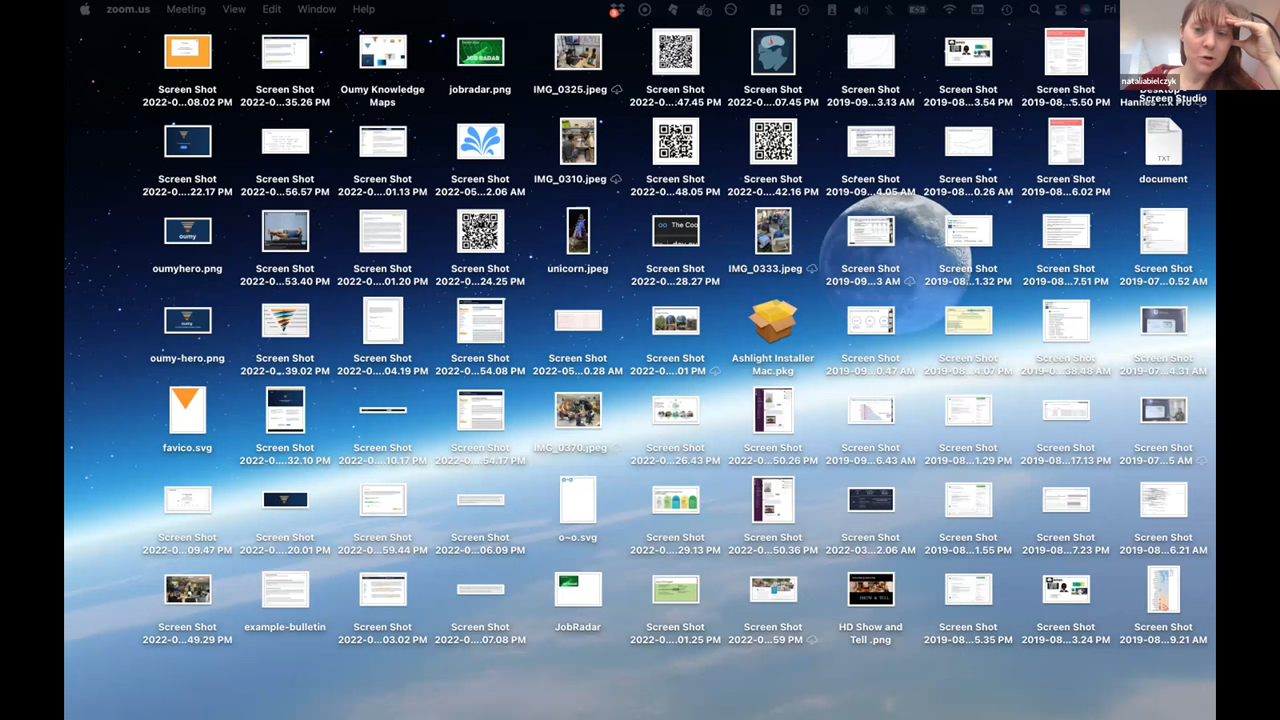 zoom.us Meeting View Edit Window Help
Fri
nataliabielczyk
Screen Shot
2022-0....08.02 PM
Screen Shot
2022-0....35.26 PM
Oumy Knowledge
Maps
job-radar.png
IMG_0325.jpeg
Screen Shot
2022-0....47.45 PM
Screen Shot
2022-0....07.45 AM
Screen Shot
2019-09...3.13 AM
Screen Shot
2019-08...3.54 PM
Screen Shot
2019-08...5.50 PM
Desktop -
Screen Studio
Screen Shot
2022-0....22.17 PM
Screen Shot
2022-0....56.57 PM
Screen Shot
2022-0....01.13 PM
Screen Shot
2022-05...2.06 AM
IMG_0310.jpeg
Screen Shot
2022-0....48.05 PM
Screen Shot
2022-0....42.16 PM
Screen Shot
2019-09...4.05 AM
Screen Shot
2019-08...0.26 AM
Screen Shot
2019-08...6.02 PM
TXT
document
oumy
oumyhero.png
Screen Shot
2022-0....53.40 PM
Screen Shot
2022-0....01.20 PM
Screen Shot
2022-0....24.25 PM
unicorn.jpeg
The Coo
Screen Shot
2022-0....28.27 PM
IMG_0333.jpeg
Screen Shot
2019-09...3 AM
Screen Shot
2019-08...1.32 PM
Screen Shot
2019-08...7.51 PM
Screen Shot
2019-07...0.52 AM
oumy-hero.png
Screen Shot
2022-0....39.02 PM
Screen Shot
2022-0....04.19 PM
Screen Shot
2022-0....54.08 PM
Screen Shot
2022-05...0.28 AM
Screen Shot
2022-0....01 PM
Ashlight Installer
Mac.pkg
Screen Shot
2019-09...0.47 AM
Screen Shot
2019-08...4.07 PM
Screen Shot
2019-0....38.48 AM
Screen Shot
2019-07...4.31 AM
favico.svg
Screen Shot
2022-0....32.10 PM
Screen Shot
2022-0....10.17 PM
Screen Shot
2022-0....54.17 PM
IMG_0370.jpeg
Screen Shot
2022-0....26.43 PM
Screen Shot
2022-0....50.26 PM
Screen Shot
2019-09...6.43 AM
Screen Shot
2019-08...1.29 PM
Screen Shot
2019-0....17.13 PM
Screen Shot
2019-07...5 AM
Screen Shot
2022-0....09.47 PM
Screen Shot
2022-0....20.01 PM
Screen Shot
2022-0....59.44 PM
Screen Shot
2022-0....06.09 PM
o~o.svg
Screen Shot
2022-0....29.13 PM
Screen Shot
2022-0....50.36 PM
Screen Shot
2022-03...2.06 AM
Screen Shot
2019-08...1.55 PM
Screen Shot
2019-08...7.23 PM
Screen Shot
2019-08...6.21 AM
Screen Shot
2022-0....49.29 PM
example-bulletin
Screen Shot
2022-0....03.02 PM
Screen Shot
2022-0....07.08 PM
JobRadar
Screen Shot
2022-0....01.25 PM
Screen Shot
2022-0...59 PM
SHOW & TELL
HD Show and
Tell .png
Screen Shot
2019-08...5.35 PM
Screen Shot
2019-08...3.24 PM
Screen Shot
2019-08...9.21 AM